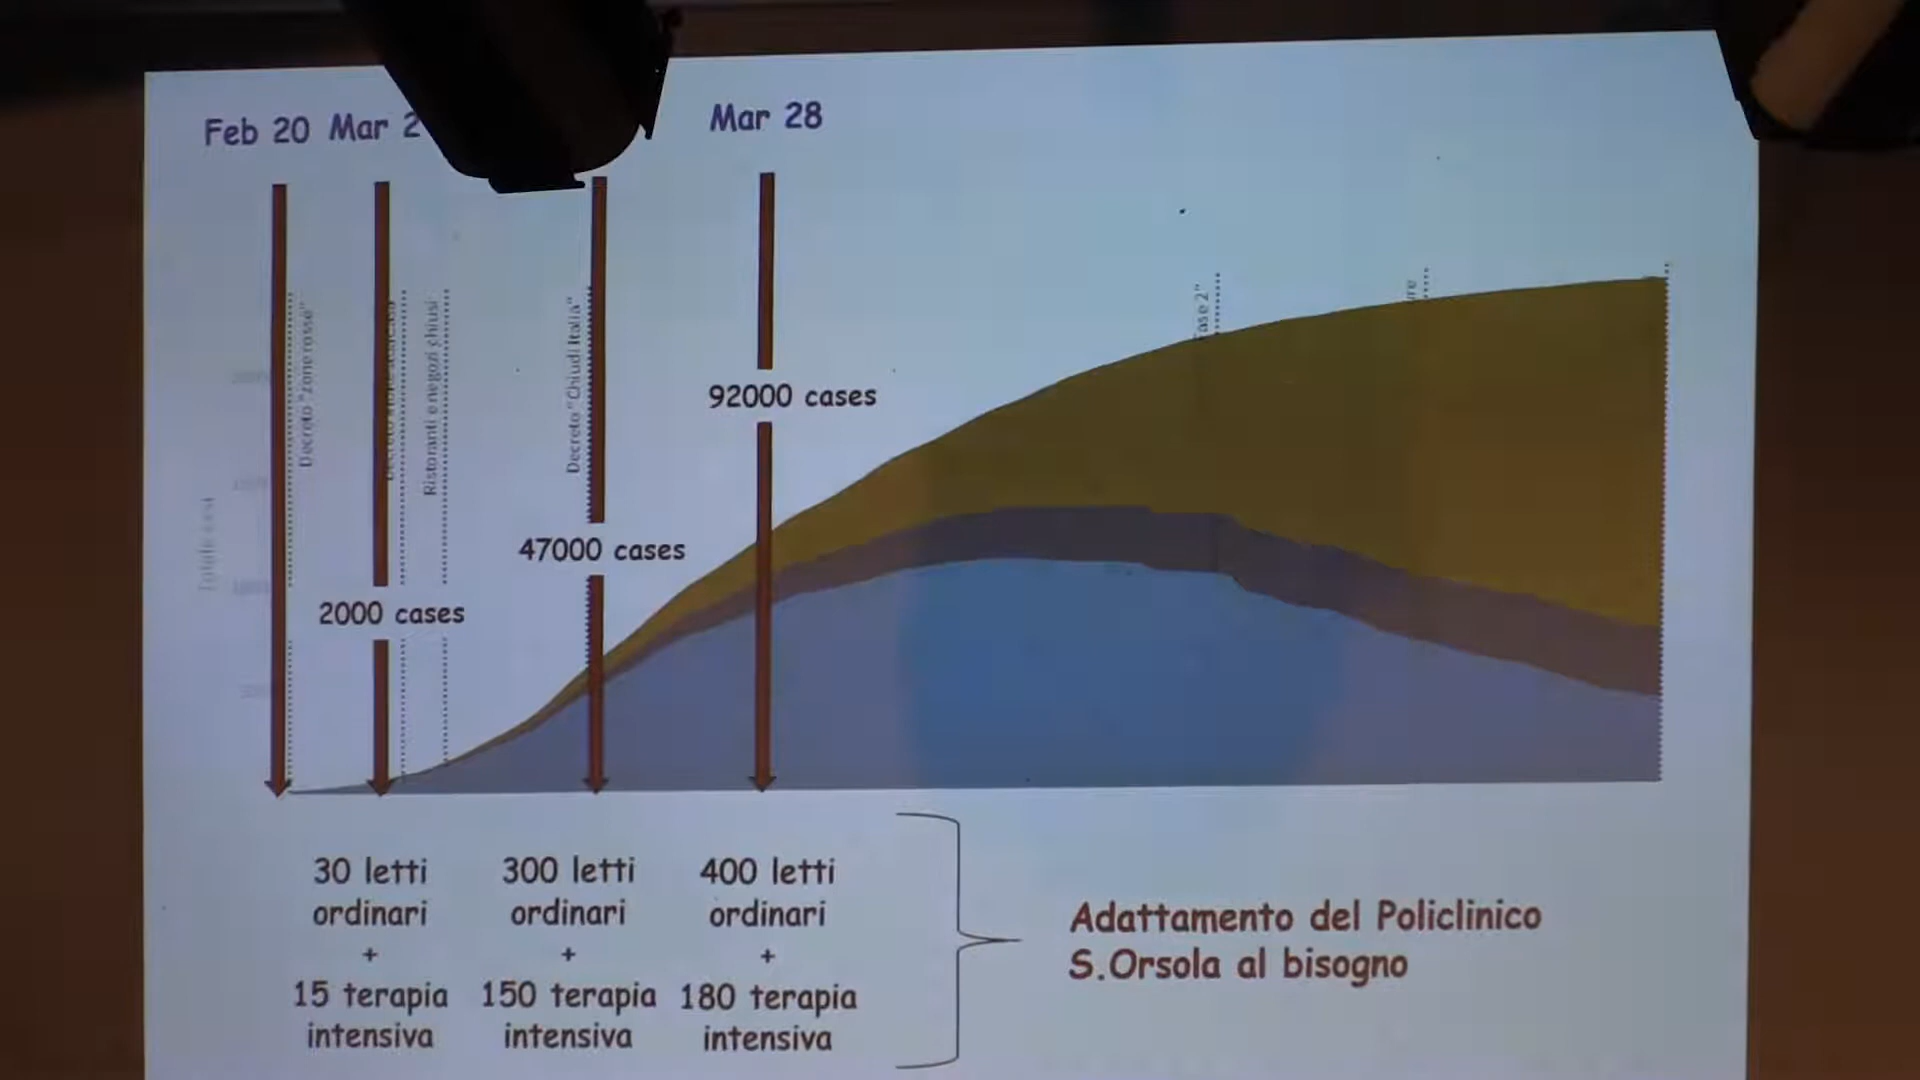 Feb 20 Mar 2
Mar 28
Decreto "zone rosse"
Ristoranti e negozi chiusi
Decreto "Chiudi Italia"
92000 cases
47000 cases
2000 cases
Totale casi
30 letti
ordinari
+
15 terapia
intensiva
300 letti
ordinari
+
150 terapia
intensiva
400 letti
ordinari
+
180 terapia
intensiva
Adattamento del Policlinico
S.Orsola al bisogno